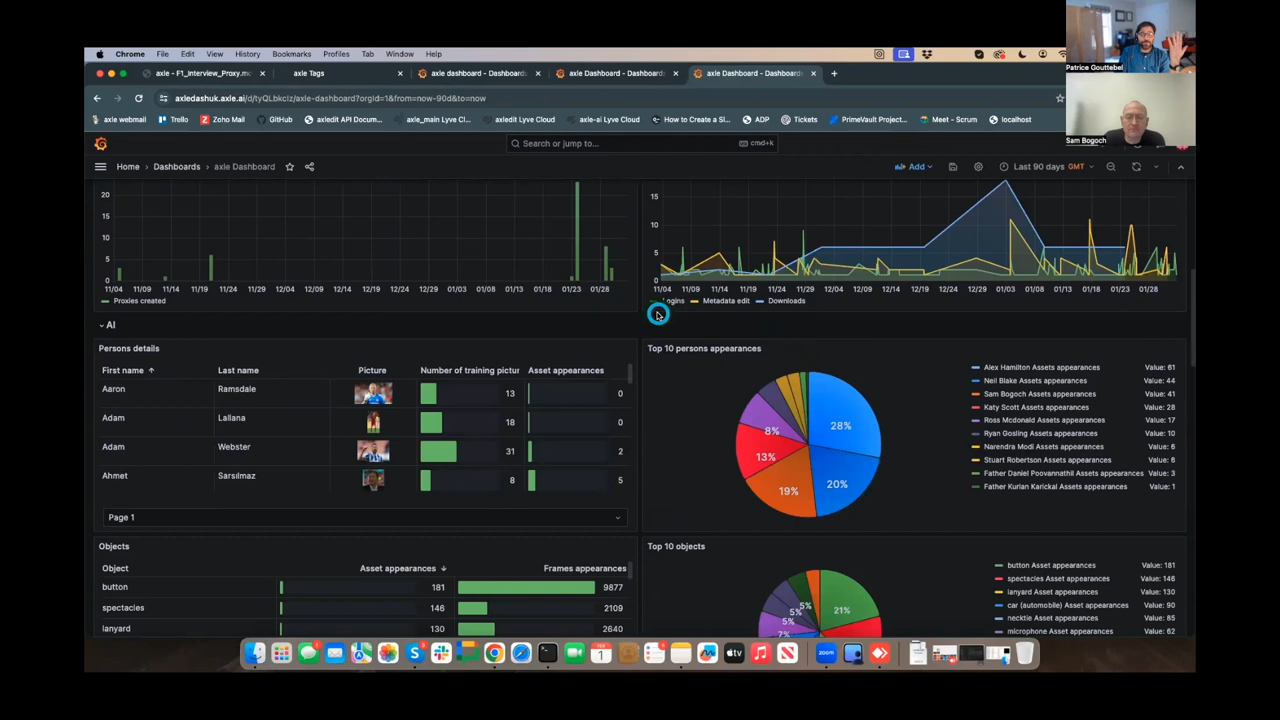 Chrome File Edit View History Bookmarks Profiles Tab Window Help
axle - F1_Interview_Proxy.mo
axle Tags
axle dashboard - Dashboards
axle Dashboard - Dashboards
axle Dashboard - Dashboards
axledashuk.axle.ai/d/tyQLbkciz/axle-dashboard?orgId=1&from=now-90d&to=now
axle webmail Trello Zoho Mail GitHub axledit API Docum... axle_main Lyve Cl... axledit Lyve Cloud axle-ai Lyve Cloud How to Create a Sl... ADP Tickets PrimeVault Project... Meet - Scrum localhost
Patrice Gouttebel
Sam Bogoch
Search or jump to... cmd+k
Home Dashboards axle Dashboard Add Last 90 days GMT
20
15
10
5
0
11/04 11/09 11/14 11/19 11/24 11/29 12/04 12/09 12/14 12/19 12/24 12/29 01/03 01/08 01/13 01/18 01/23 01/28
Proxies created
15
10
5
0
11/04 11/09 11/14 11/19 11/24 11/29 12/04 12/09 12/14 12/19 12/24 12/29 01/03 01/08 01/13 01/18 01/23 01/28
Logins Metadata edit Downloads
AI
Persons details
First name Last name Picture Number of training pictur Asset appearances
Aaron Ramsdale 13 0
Adam Lallana 18 0
Adam Webster 31 2
Ahmet Sarsılmaz 8 5
Page 1
Top 10 persons appearances
28%
20%
19%
13%
8%
Alex Hamilton Assets appearances Value: 61
Neil Blake Assets appearances Value: 44
Sam Bogoch Assets appearances Value: 41
Katy Scott Assets appearances Value: 28
Ross Mcdonald Assets appearances Value: 17
Ryan Gosling Assets appearances Value: 10
Narendra Modi Assets appearances Value: 6
Stuart Robertson Assets appearances Value: 6
Father Daniel Poovannathil Assets appearances Value: 3
Father Kurian Karickal Assets appearances Value: 1
Objects
Object Asset appearances Frames appearances
button 181 9877
spectacles 146 2109
lanyard 130 2640
Top 10 objects
21%
5%
5%
5%
7%
button Asset appearances Value: 181
spectacles Asset appearances Value: 146
lanyard Asset appearances Value: 130
car (automobile) Asset appearances Value: 90
necktie Asset appearances Value: 85
microphone Asset appearances Value: 62
zoom
tv